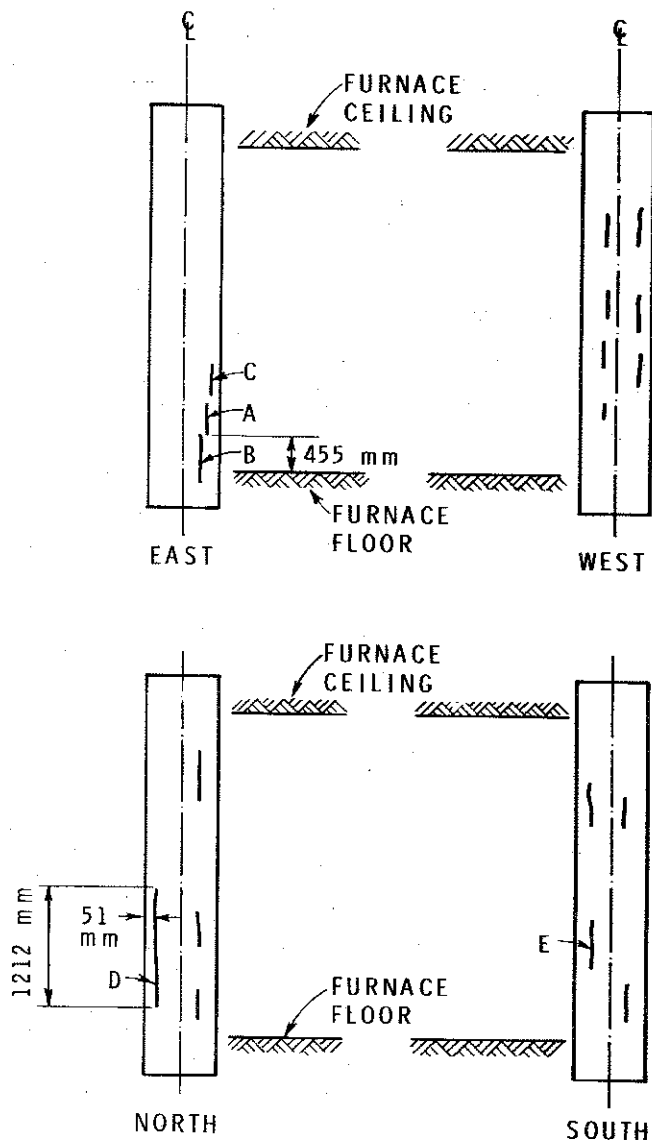 ℄
℄
FURNACE
CEILING
C
A
B
455 mm
FURNACE
FLOOR
EAST
WEST
FURNACE
CEILING
1212 mm
51
mm
D
E
FURNACE
FLOOR
NORTH
SOUTH